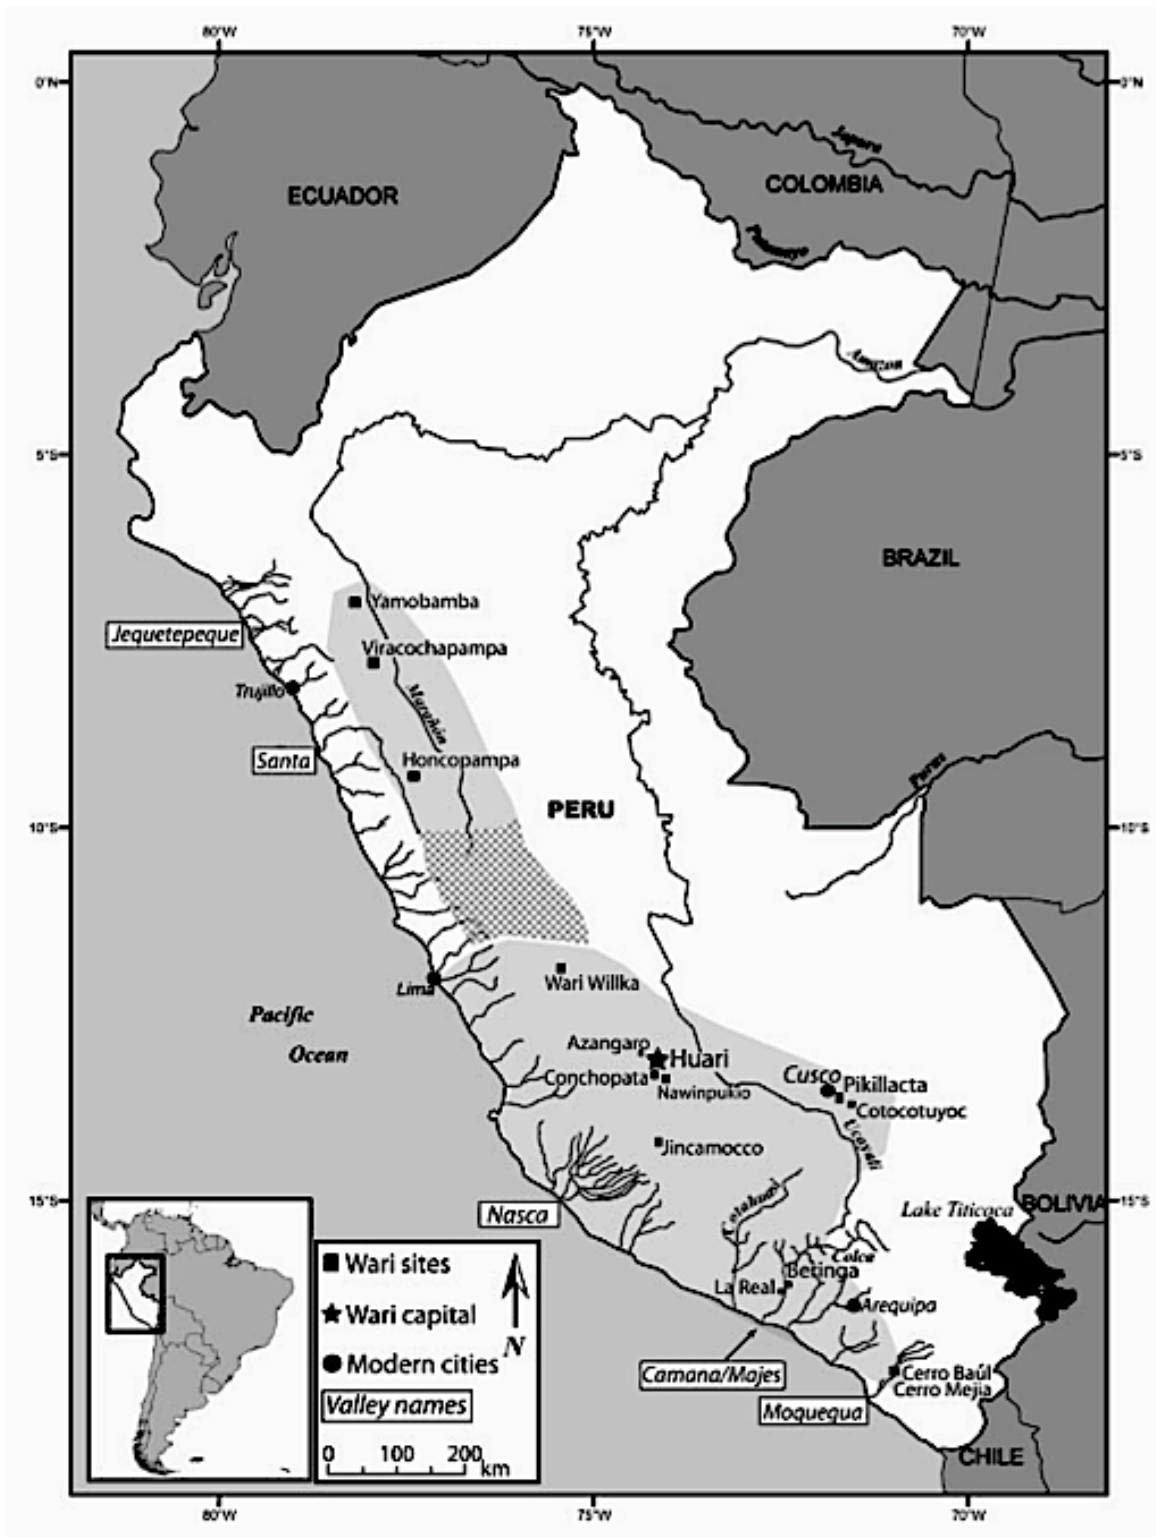 80°W 75°W 70°W
0°N 0°N
Japura
ECUADOR
COLOMBIA
Putumayo
Amazon
5°S 5°S
BRAZIL
Yamobamba
Jequetepeque
Viracochapampa
Trujillo
Marañón
Santa
Honcopampa
Purus
PERU
10°S 10°S
Lima
Wari Willka
Pacific
Ocean
Azangaro
Huari
Conchopata
Nawinpukio
Cusco
Pikillacta
Cotocotuyoc
Jincamocco
Ucayali
15°S 15°S
Nasca
Cotahuasi
Lake Titicaca
BOLIVIA
Colca
Beringa
La Real
Arequipa
Camana/Majes
Cerro Baúl
Cerro Mejia
Moquegua
CHILE
Wari sites
Wari capital
N
Modern cities
Valley names
0 100 200
km
80°W 75°W 70°W